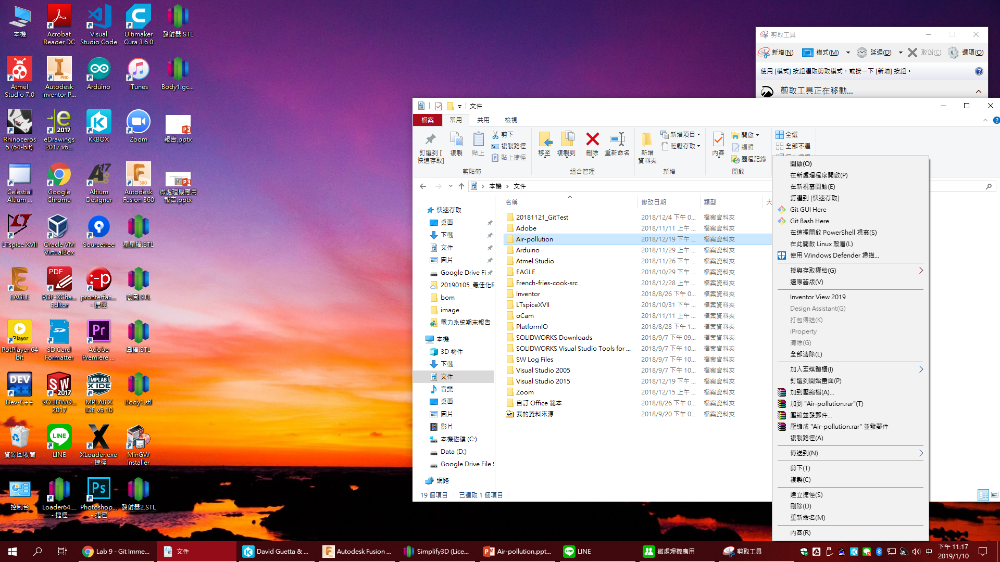 本機
Acrobat
Reader DC
Visual
Studio Code
Ultimaker
Cura 3.6.0
發射器.STL
Atmel
Studio 7.0
Autodesk
Inventor P...
Arduino
iTunes
Body1.gc...
Rhinoceros
5 (64-bit)
eDrawings
2017 x6...
KKBOX
Zoom
報告.pptx
Celestial
Altium ...
Google
Chrome
Altium
Designer
Autodesk
Fusion 360
微處理機應用
報告.pptx
LTspice XVII
Oracle VM
VirtualBox
Sourcetree
星星棒.STL
EAGLE
PDF-XCha...
Editor
pronterfac...
- 捷徑
底圓.STL
PotPlayer 64
bit
SD Card
Formatter
Adobe
Premiere ...
圓棒.STL
Dev-C++
SOLIDWO...
2017
MPLAB X
IDE v5.10
Body1.stl
資源回收筒
LINE
XLoader.exe
- 捷徑
MinGW
Installer
控制台
Loader64....
- 捷徑
Photoshop...
- 捷徑
發射器2.STL
剪取工具
新增(N)
模式(M)
延遲(D)
取消(C)
選項(O)
使用 [模式] 按鈕選取剪取模式，或按一下 [新增] 按鈕。
剪取工具正在移動...
文件
檔案
常用
共用
檢視
釘選到 [
快速存取]
複製
貼上
剪下
複製路徑
貼上捷徑
剪貼簿
移至
複製到
刪除
重新命名
組合管理
新增
資料夾
新增項目
輕鬆存取
新增
內容
開啟
編輯
歷程記錄
開啟
全選
全部不選
本機 › 文件
名稱
修改日期
類型
大
快速存取
桌面
下載
文件
圖片
Google Drive Fi
20190105_最佳化R
bom
image
電力系統期末報告
本機
3D 物件
下載
文件
音樂
桌面
圖片
影片
本機磁碟 (C:)
Data (D:)
Google Drive File S
網路
20181121_GitTest 2018/12/4 下午 0... 檔案資料夾
Adobe 2018/11/11 上午 ... 檔案資料夾
Air-pollution 2018/12/19 下午 ... 檔案資料夾
Arduino 2018/11/29 上午 ... 檔案資料夾
Atmel Studio 2018/11/26 下午 ... 檔案資料夾
EAGLE 2018/10/29 下午 ... 檔案資料夾
French-fries-cook-src 2018/12/28 上午 ... 檔案資料夾
Inventor 2018/8/26 下午 0... 檔案資料夾
LTspiceXVII 2018/10/31 下午 ... 檔案資料夾
oCam 2018/11/11 上午 ... 檔案資料夾
PlatformIO 2018/8/28 下午 1... 檔案資料夾
SOLIDWORKS Downloads 2018/9/7 下午 09... 檔案資料夾
SOLIDWORKS Visual Studio Tools for ... 2018/9/7 下午 10... 檔案資料夾
SW Log Files 2018/9/7 下午 10... 檔案資料夾
Visual Studio 2005 2018/9/7 下午 10... 檔案資料夾
Visual Studio 2015 2018/12/19 下午 ... 檔案資料夾
Zoom 2018/12/15 上午 ... 檔案資料夾
自訂 Office 範本 2018/8/26 下午 0... 檔案資料夾
我的資料來源 2018/9/20 下午 0... 檔案資料夾
19 個項目
已選取 1 個項目
開啟(O)
在新處理程序開啟(P)
在新視窗開啟(E)
釘選到 [快速存取]
Git GUI Here
Git Bash Here
在這裡開啟 PowerShell 視窗(S)
在此開啟 Linux 殼層(L)
使用 Windows Defender 掃描...
授與存取權給(G)
還原舊版(V)
Inventor View 2019
Design Assistant(G)
打包傳送(K)
iProperty
清除(G)
全部清除(L)
加入至媒體櫃(I)
釘選到開始畫面(P)
加到壓縮檔(A)...
加到 "Air-pollution.rar"(T)
壓縮並發郵件...
壓縮成 "Air-pollution.rar" 並發郵件
複製路徑(A)
傳送到(N)
剪下(T)
複製(C)
建立捷徑(S)
刪除(D)
重新命名(M)
內容(R)
Lab 9 - Git Imme...
文件
David Guetta & ...
Autodesk Fusion ...
Simplify3D (Lice...
Air-pollution.ppt...
LINE
微處理機應用
剪取工具
中
下午 11:17
2019/1/10